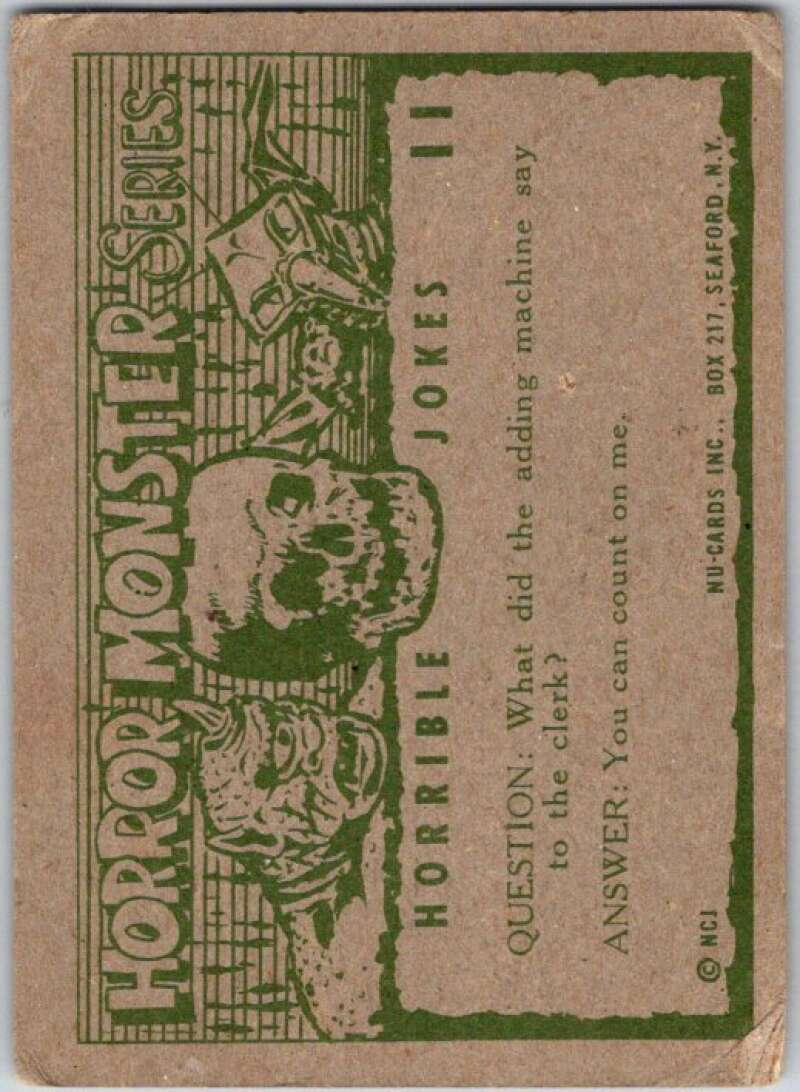 HORROR MONSTER SERIES
HORRIBLE JOKES 11
QUESTION: What did the adding machine say
to the clerk?
ANSWER: You can count on me.
© NCJ NU-CARDS INC., BOX 217, SEAFORD, N.Y.